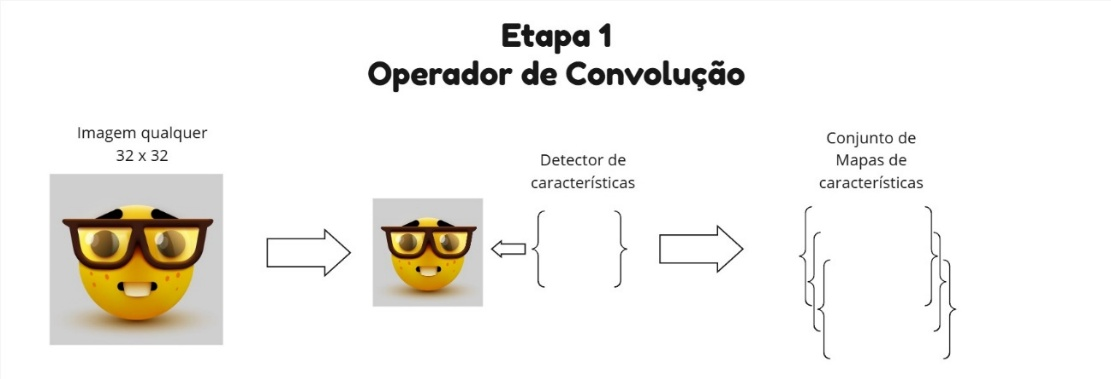 Etapa 1
Operador de Convolução
Imagem qualquer
32 x 32
Detector de
características
Conjunto de
Mapas de
características